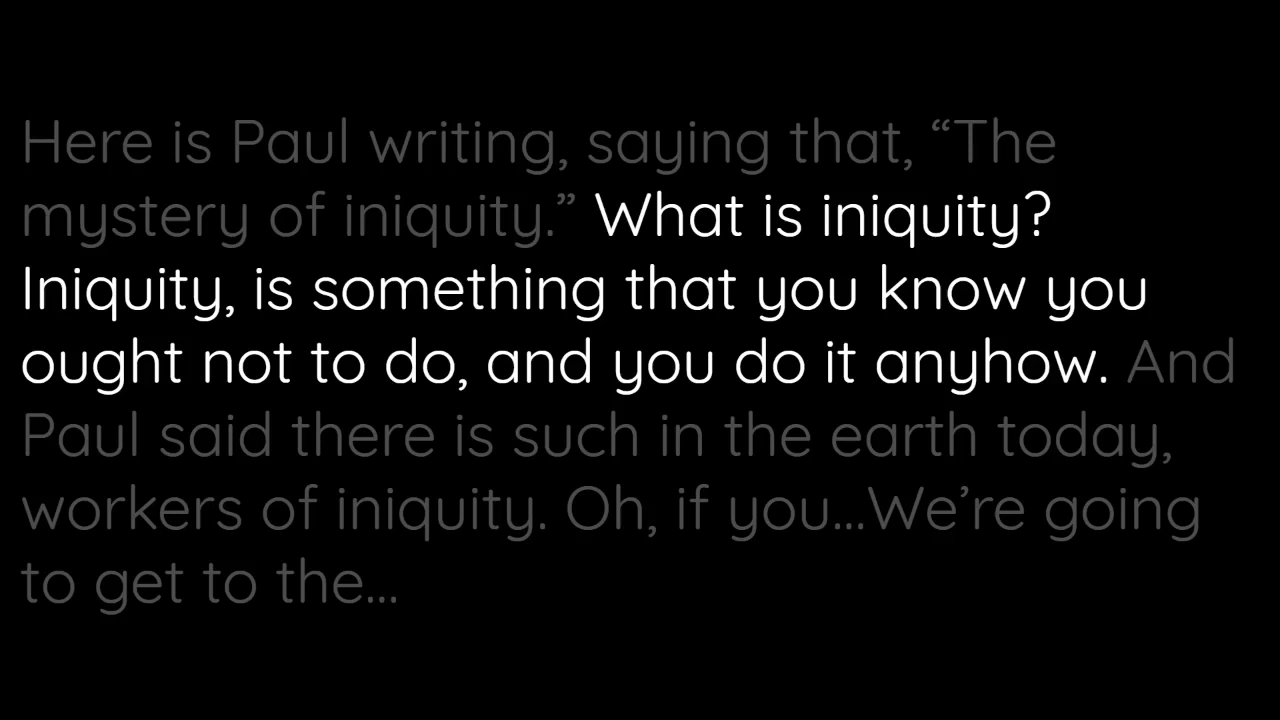 Here is Paul writing, saying that, “The
mystery of iniquity.” What is iniquity?
Iniquity, is something that you know you
ought not to do, and you do it anyhow. And
Paul said there is such in the earth today,
workers of iniquity. Oh, if you...We’re going
to get to the...